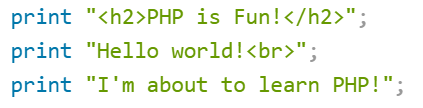 print "<h2>PHP is Fun!</h2>";
print "Hello world!<br>";
print "I'm about to learn PHP!";